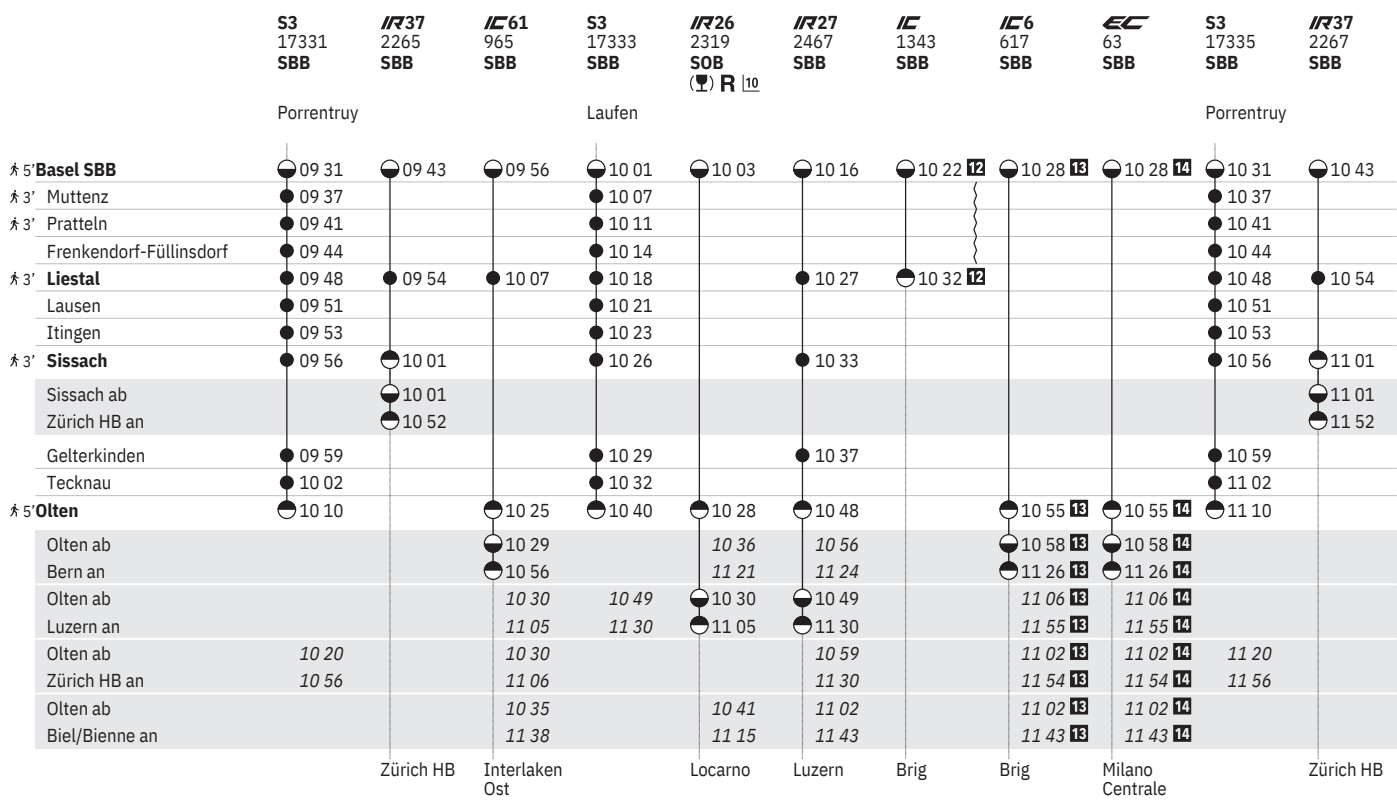 S3 IR37 IC61 S3 IR26 IR27 IC IC6 EC S3 IR37
17331 2265 965 17333 2319 2467 1343 617 63 17335 2267
SBB SBB SBB SBB SOB SBB SBB SBB SBB SBB SBB
R 10
Porrentruy Laufen Porrentruy
5' Basel SBB 09 31 09 43 09 56 10 01 10 03 10 16 10 22 12 10 28 13 10 28 14 10 31 10 43
3' Muttenz 09 37 10 07 10 37
3' Pratteln 09 41 10 11 10 41
Frenkendorf-Füllinsdorf 09 44 10 14 10 44
3' Liestal 09 48 09 54 10 07 10 18 10 27 10 32 12 10 48 10 54
Lausen 09 51 10 21 10 51
Itingen 09 53 10 23 10 53
3' Sissach 09 56 10 01 10 26 10 33 10 56 11 01
Sissach ab 10 01 11 01
Zürich HB an 10 52 11 52
Gelterkinden 09 59 10 29 10 37 10 59
Tecknau 10 02 10 32 11 02
5' Olten 10 10 10 25 10 40 10 28 10 48 10 55 13 10 55 14 11 10
Olten ab 10 29 10 36 10 56 10 58 13 10 58 14
Bern an 10 56 11 21 11 24 11 26 13 11 26 14
Olten ab 10 30 10 49 10 30 10 49 11 06 13 11 06 14
Luzern an 11 05 11 30 11 05 11 30 11 55 13 11 55 14
Olten ab 10 20 10 30 10 59 11 02 13 11 02 14 11 20
Zürich HB an 10 56 11 06 11 30 11 54 13 11 54 14 11 56
Olten ab 10 35 10 41 11 02 11 02 13 11 02 14
Biel/Bienne an 11 38 11 15 11 43 11 43 13 11 43 14
Zürich HB Interlaken Locarno Luzern Brig Brig Milano Zürich HB
Ost Centrale